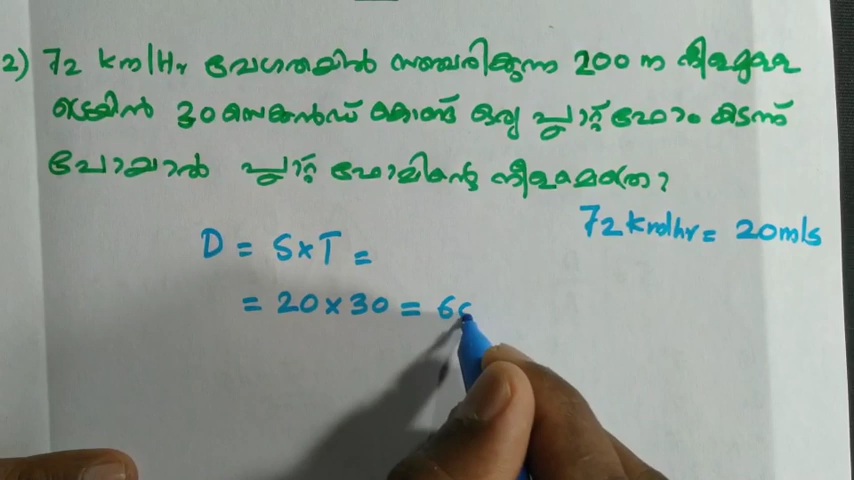 2) 72 km/Hr വേഗതയിൽ സഞ്ചരിക്കുന്ന 200 m നീളമുള്ള
ട്രെയിൻ 30 സെക്കൻഡ് കൊണ്ട് ഒരു പ്ലാറ്റ് ഫോം കടന്ന്
പോയാൽ പ്ലാറ്റ് ഫോമിന്റെ നീളമെത്ര?
72 km/hr = 20 m/s
D = S×T =
= 20 × 30 = 60